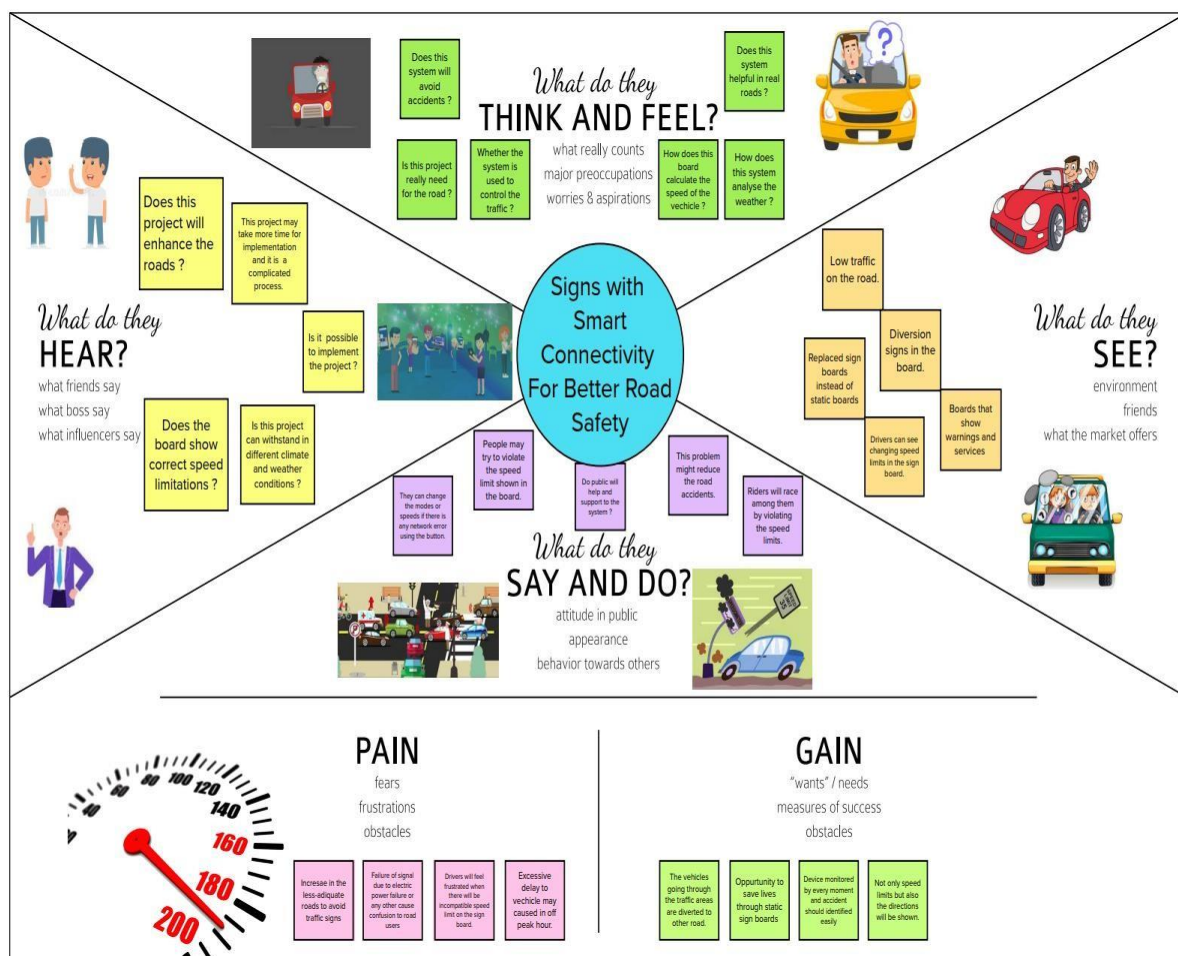 What do they
THINK AND FEEL?
what really counts
major preoccupations
worries & aspirations
Does this
system will
avoid
accidents ?
Does this
system
helpful in real
roads ?
Is this project
really need
for the road ?
Whether the
system is
used to
control the
traffic ?
How does this
board
calculate the
speed of the
vechicle ?
How does
this system
analyse the
weather ?
?
What do they
HEAR?
what friends say
what boss say
what influencers say
Does this
project will
enhance the
roads ?
This project may
take more time for
implementation
and it is a
complicated
process.
Is it possible
to implement
the project ?
Does the
board show
correct speed
limitations ?
Is this project
can withstand in
different climate
and weather
conditions ?
Signs with
Smart
Connectivity
For Better Road
Safety
What do they
SEE?
environment
friends
what the market offers
Low traffic
on the road.
Diversion
signs in the
board.
Replaced sign
boards
instead of
static boards
Boards that
show
warnings and
services
Drivers can see
changing speed
limits in the sign
board.
They can change
the modes or
speeds if there is
any network error
using the button.
People may
try to violate
the speed
limit shown in
the board.
Do public will
help and
support to the
system ?
This problem
might reduce
the road
accidents.
Riders will race
among them
by violating
the speed
limits.
What do they
SAY AND DO?
attitude in public
appearance
behavior towards others
PAIN
fears
frustrations
obstacles
Incresae in the
less-adiquate
roads to avoid
traffic signs
Failure of signal
due to electric
power failure or
any other cause
confusion to road
users
Drivers will feel
frustrated when
there will be
incompatible speed
limit on the sign
board.
Excessive
delay to
vechicle may
caused in off
peak hour.
GAIN
"wants" / needs
measures of success
obstacles
The vehicles
going through
the traffic areas
are diverted to
other road.
Oppurtunity to
save lives
through static
sign boards
Device monitored
by every moment
and accident
should identified
easily
Not only speed
limits but also
the directions
will be shown.
40
60
80
100
120
140
160
180
200